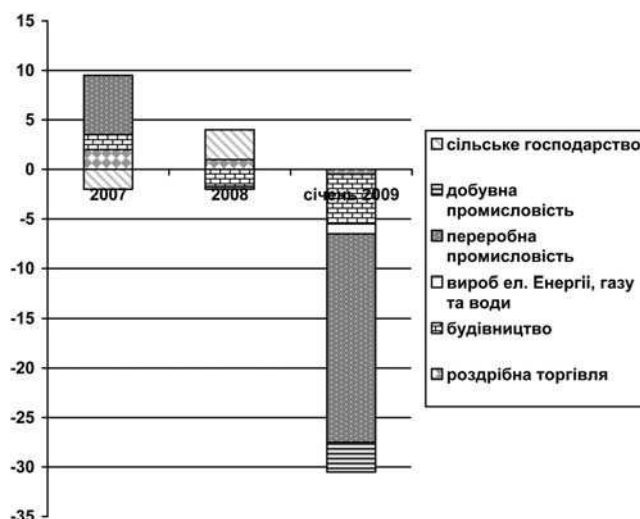 15
10
5
0
-5
-10
-15
-20
-25
-30
-35
2007
2008
січень 2009
сільське господарство
добувна
промисловість
переробна
промисловість
вироб ел. Енергіі, газу
та води
будівництво
роздрібна торгівля